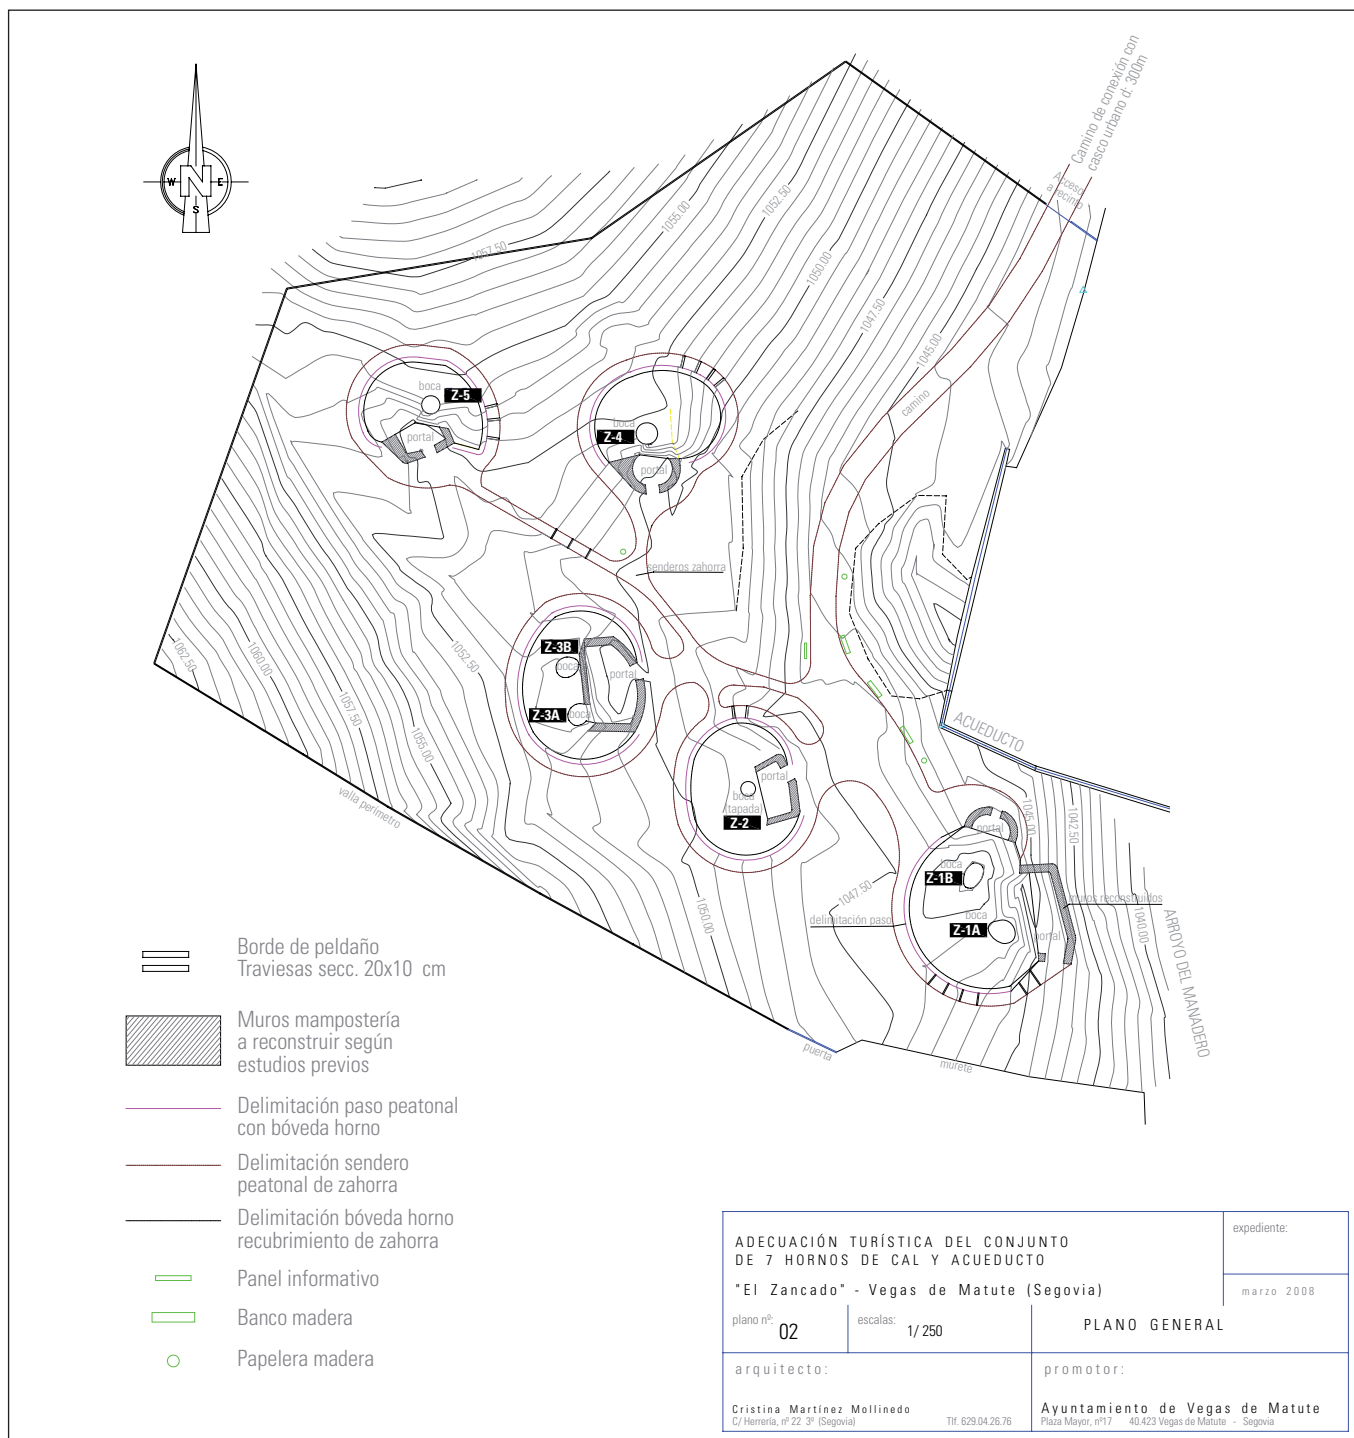 Camino de conexión con
casco urbano d: 300m
Acceso
a recinto
N
W
E
S
1057.50
1055.00
1052.50
1050.00
1047.50
1045.00
camino
boca
Z-5
portal
boca
Z-4
portal
senderos zahorra
Z-3B
boca
portal
Z-3A
boca
1062.50
1060.00
1057.50
1055.00
1052.50
valla perímetro
ACUEDUCTO
portal
boca
(tapada)
Z-2
1050.00
1047.50
delimitación paso
portal
boca
Z-1B
boca
Z-1A
portal
muros reconstruidos
1045.00
1042.50
1040.00
ARROYO DEL MANADERO
puerta
murete
Borde de peldaño
Traviesas secc. 20x10 cm
Muros mampostería
a reconstruir según
estudios previos
Delimitación paso peatonal
con bóveda horno
Delimitación sendero
peatonal de zahorra
Delimitación bóveda horno
recubrimiento de zahorra
Panel informativo
Banco madera
Papelera madera
ADECUACIÓN TURÍSTICA DEL CONJUNTO
DE 7 HORNOS DE CAL Y ACUEDUCTO
"El Zancado" - Vegas de Matute (Segovia)
expediente:
marzo 2008
plano nº: 02
escalas: 1/ 250
PLANO GENERAL
arquitecto:
Cristina Martínez Mollinedo
C/ Herrería, nº 22 3º (Segovia) Tlf. 629.04.26.76
promotor:
Ayuntamiento de Vegas de Matute
Plaza Mayor, nº17 40.423 Vegas de Matute - Segovia